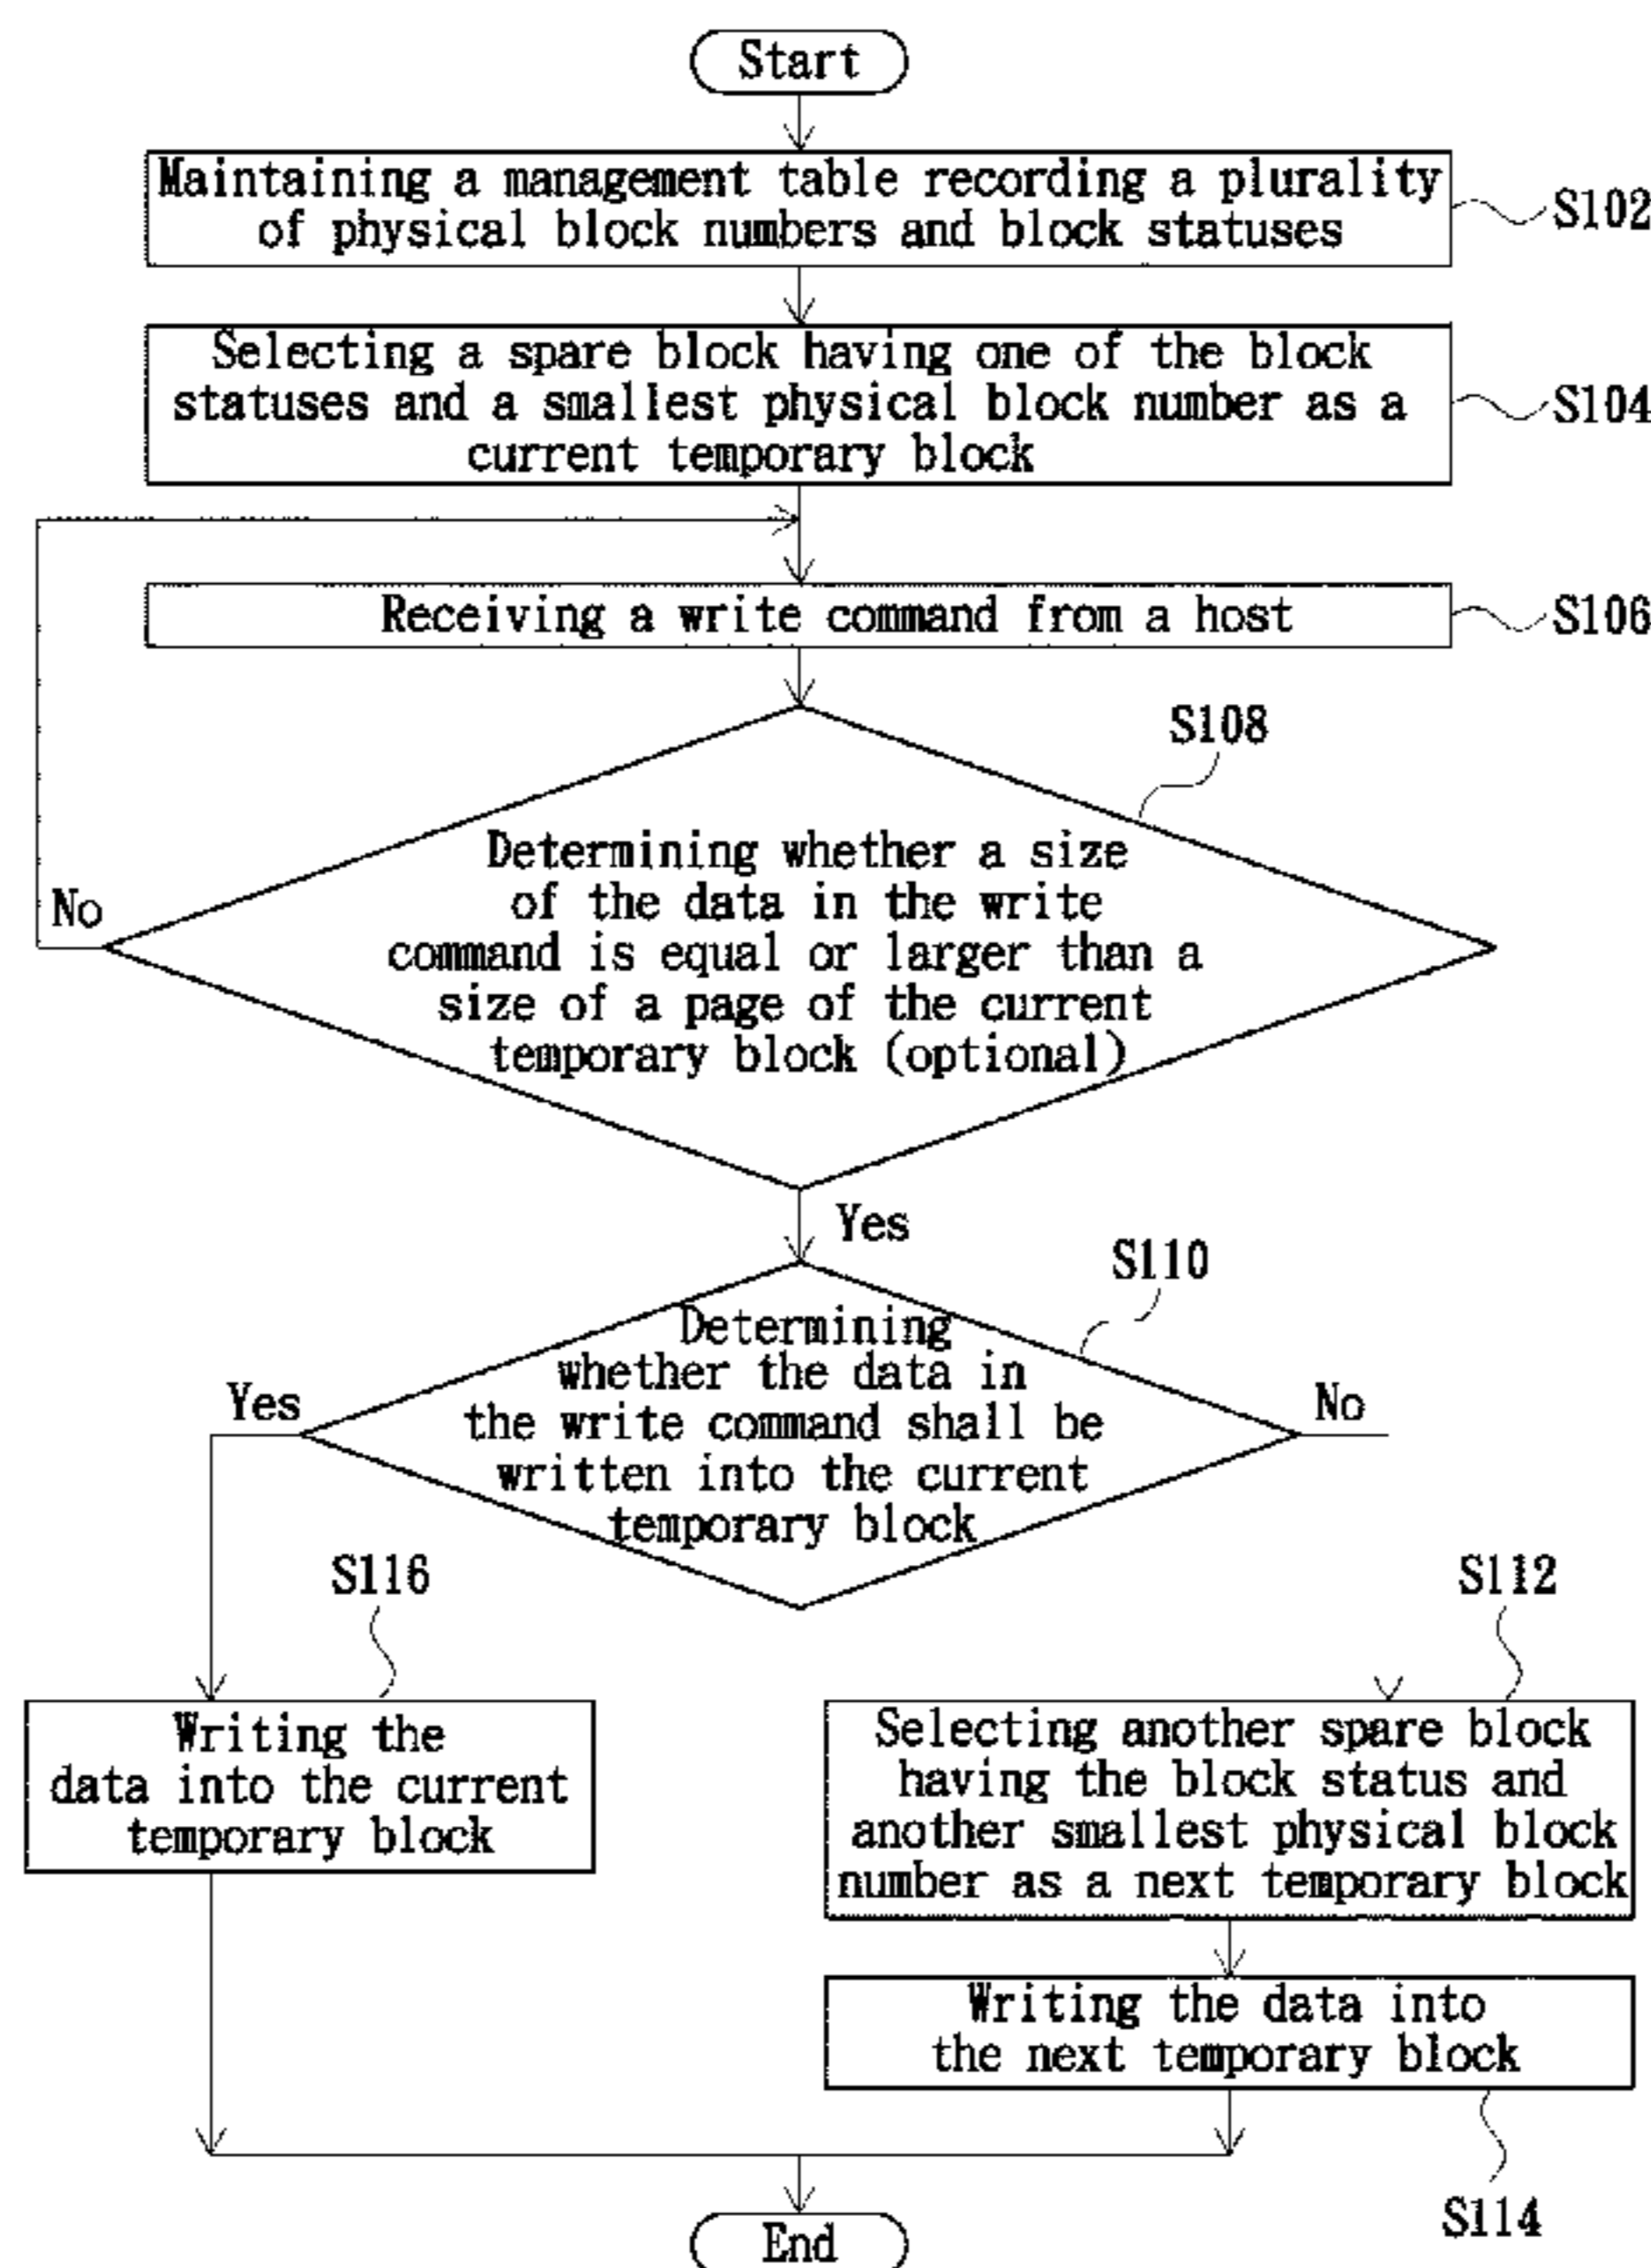 Start
Maintaining a management table recording a plurality
of physical block numbers and block statuses
S102
Selecting a spare block having one of the block
statuses and a smallest physical block number as a
current temporary block
S104
Receiving a write command from a host
S106
S108
Determining whether a size
of the data in the write
command is equal or larger than a
size of a page of the current
temporary block (optional)
No
Yes
S110
Determining
whether the data in
the write command shall be
written into the current
temporary block
Yes
No
S116
S112
Writing the
data into the current
temporary block
Selecting another spare block
having the block status and
another smallest physical block
number as a next temporary block
Writing the data into
the next temporary block
S114
End